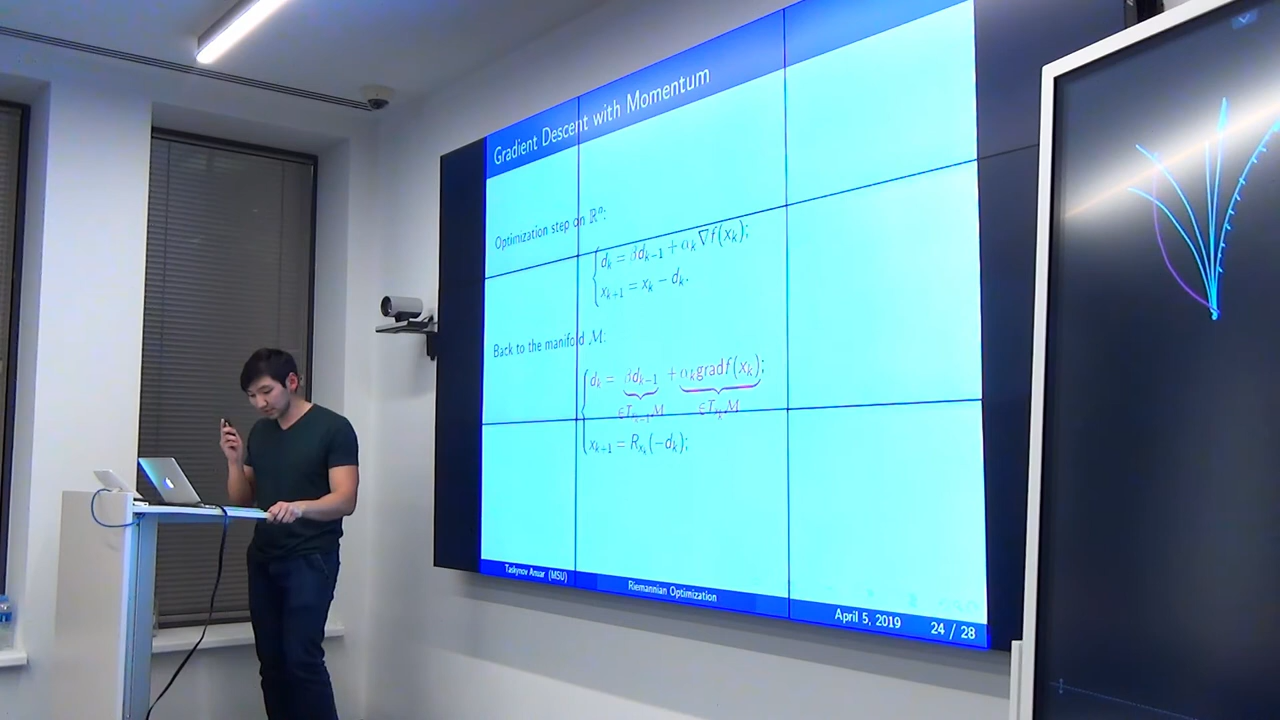 Gradient Descent with Momentum
Optimization step on ℝⁿ:
d_k = βd_{k−1} + α_k∇f(x_k);
x_{k+1} = x_k − d_k.
Back to the manifold ℳ:
d_k = βd_{k−1} + α_k gradf(x_k);
∈T_{x_{k−1}}ℳ ∈T_{x_k}ℳ
x_{k+1} = R_{x_k}(−d_k);
Taskynov Anuar (MSU)
Riemannian Optimization
April 5, 2019
24 / 28